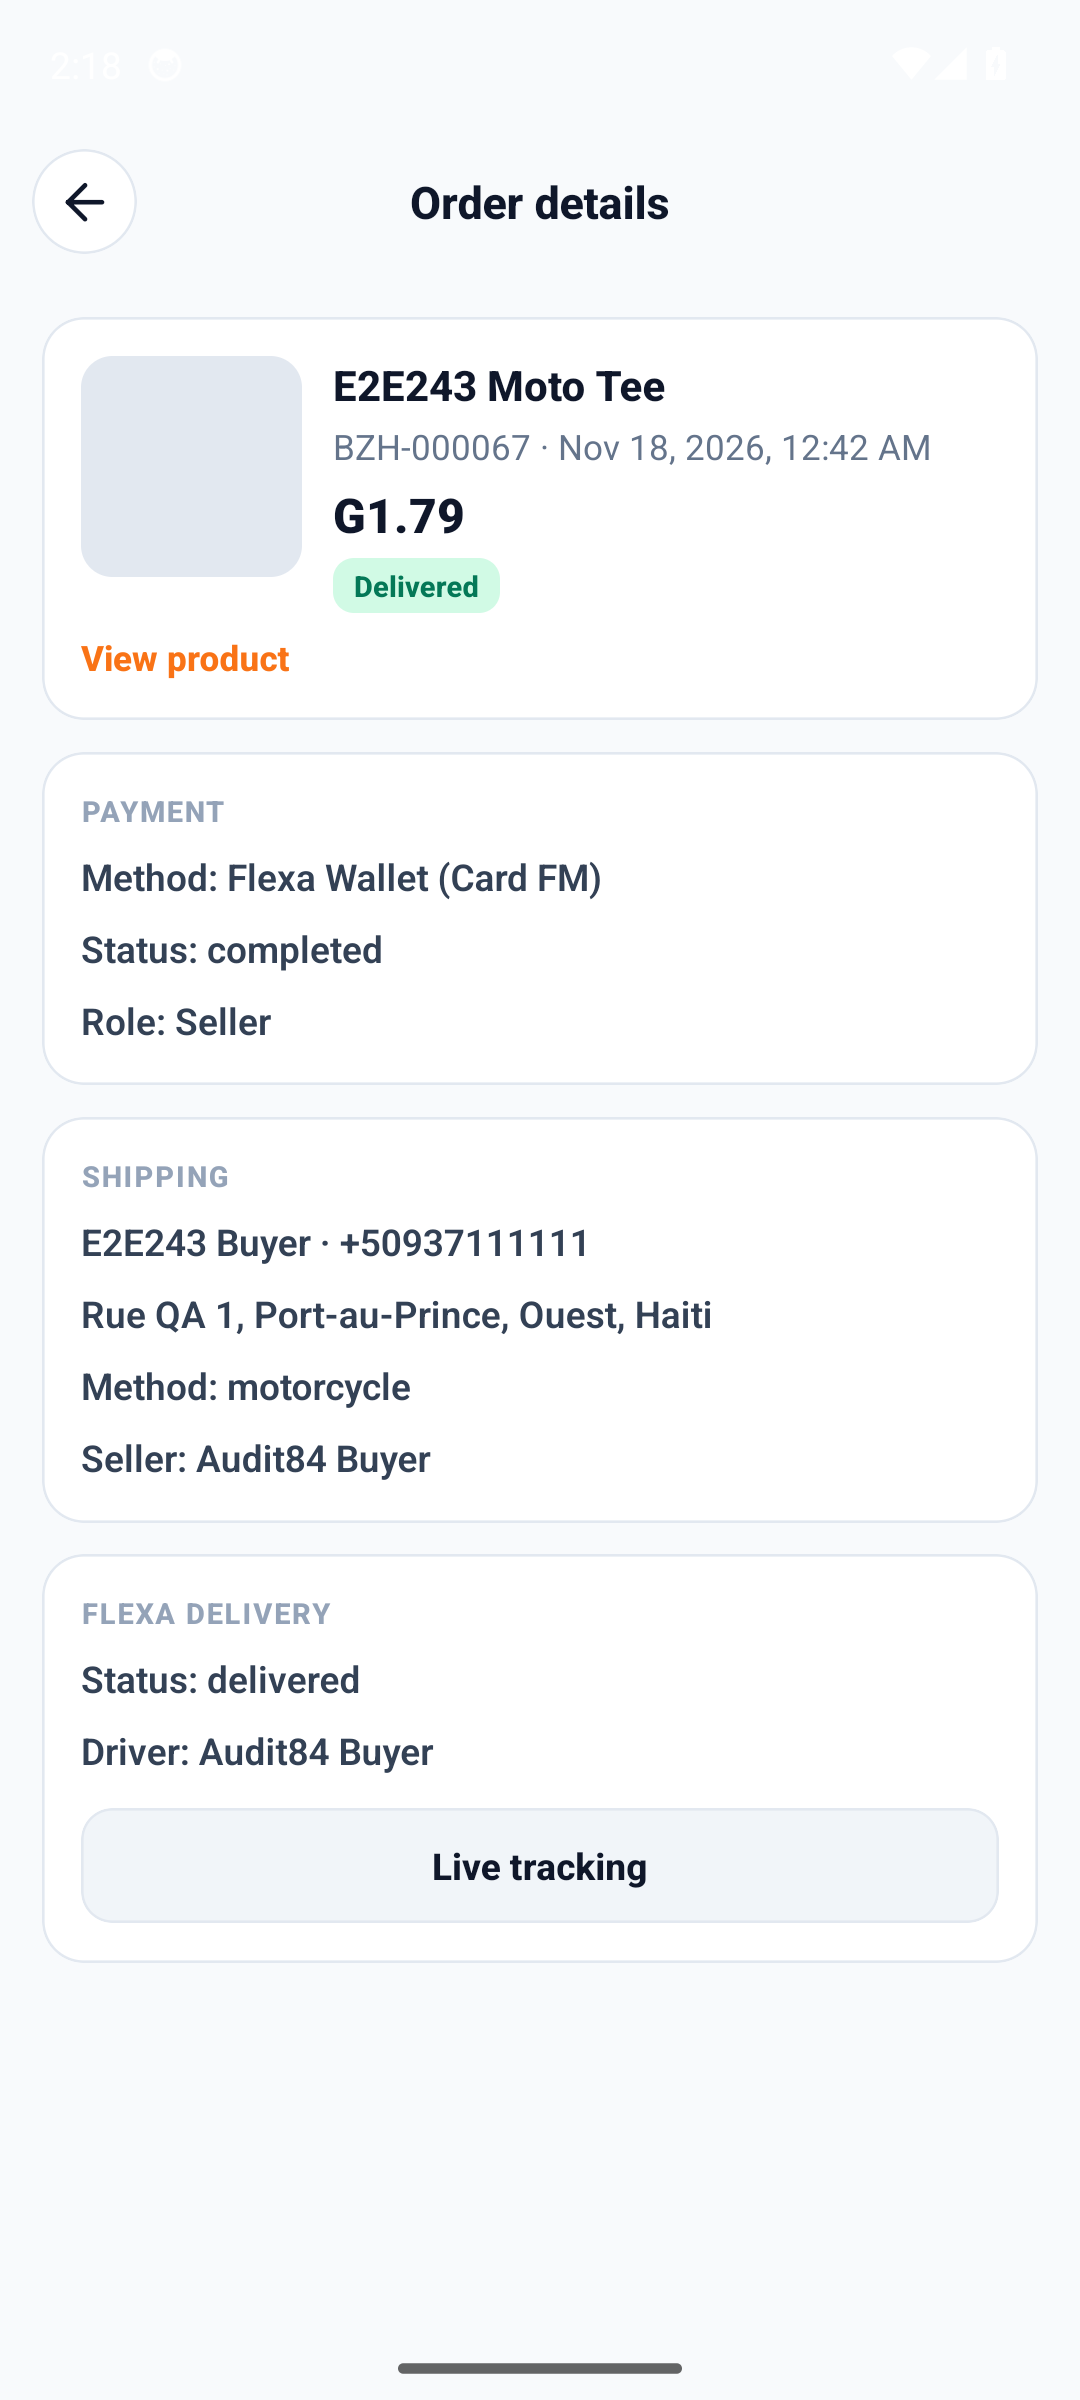 2:18
Order details
E2E243 Moto Tee
BZH-000067 · Nov 18, 2026, 12:42 AM
G1.79
Delivered
View product
PAYMENT
Method: Flexa Wallet (Card FM)
Status: completed
Role: Seller
SHIPPING
E2E243 Buyer · +50937111111
Rue QA 1, Port-au-Prince, Ouest, Haiti
Method: motorcycle
Seller: Audit84 Buyer
FLEXA DELIVERY
Status: delivered
Driver: Audit84 Buyer
Live tracking